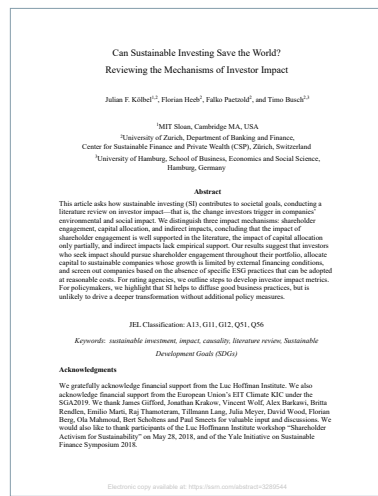 Can Sustainable Investing Save the World?
Reviewing the Mechanisms of Investor Impact
Julian F. Kölbel1,2, Florian Heeb2, Falko Paetzold2, and Timo Busch2,3
1MIT Sloan, Cambridge MA, USA
2University of Zurich, Department of Banking and Finance,
Center for Sustainable Finance and Private Wealth (CSP), Zürich, Switzerland
3University of Hamburg, School of Business, Economics and Social Science,
Hamburg, Germany
Abstract
This article asks how sustainable investing (SI) contributes to societal goals, conducting a
literature review on investor impact—that is, the change investors trigger in companies'
environmental and social impact. We distinguish three impact mechanisms: shareholder
engagement, capital allocation, and indirect impacts, concluding that the impact of
shareholder engagement is well supported in the literature, the impact of capital allocation
only partially, and indirect impacts lack empirical support. Our results suggest that investors
who seek impact should pursue shareholder engagement throughout their portfolio, allocate
capital to sustainable companies whose growth is limited by external financing conditions,
and screen out companies based on the absence of specific ESG practices that can be adopted
at reasonable costs. For rating agencies, we outline steps to develop investor impact metrics.
For policymakers, we highlight that SI helps to diffuse good business practices, but is
unlikely to drive a deeper transformation without additional policy measures.
JEL Classification: A13, G11, G12, Q51, Q56
Keywords: sustainable investment, impact, causality, literature review, Sustainable
Development Goals (SDGs)
Acknowledgments
We gratefully acknowledge financial support from the Luc Hoffman Institute. We also
acknowledge financial support from the European Union's EIT Climate KIC under the
SGA2019. We thank James Gifford, Jonathan Krakow, Vincent Wolf, Alex Barkawi, Britta
Rendlen, Emilio Marti, Raj Thamoteram, Tillmann Lang, Julia Meyer, David Wood, Florian
Berg, Ola Mahmoud, Bert Scholtens and Paul Smeets for valuable input and discussions. We
would also like to thank participants of the Luc Hoffmann Institute workshop "Shareholder
Activism for Sustainability" on May 28, 2018, and of the Yale Initiative on Sustainable
Finance Symposium 2018.
Electronic copy available at: https://ssrn.com/abstract=3289544